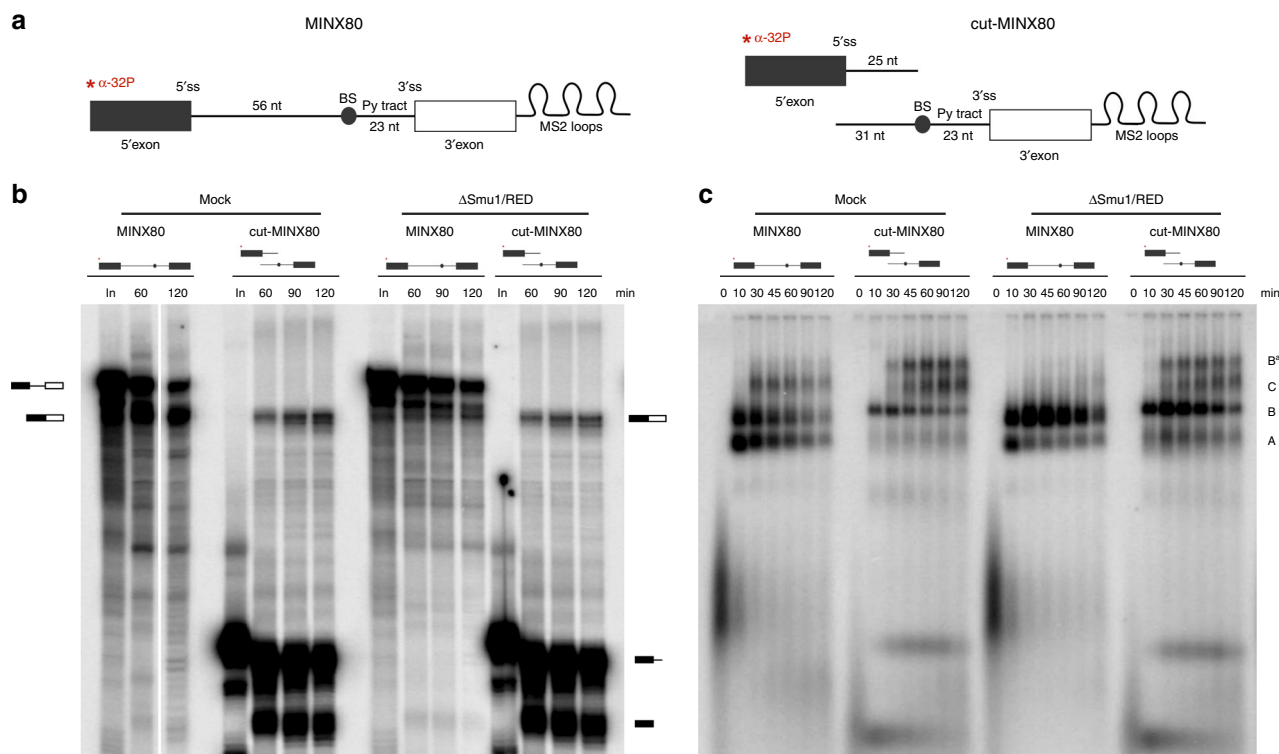 a
MINX80
* α-32P
5′ss
56 nt
BS
Py tract
23 nt
3′ss
5′exon
3′exon
MS2 loops
cut-MINX80
* α-32P
5′ss
25 nt
5′exon
31 nt
BS
Py tract
23 nt
3′ss
3′exon
MS2 loops
b
Mock
ΔSmu1/RED
MINX80
cut-MINX80
MINX80
cut-MINX80
In 60 120 In 60 90 120 In 60 90 120 In 60 90 120 min
c
Mock
ΔSmu1/RED
MINX80
cut-MINX80
MINX80
cut-MINX80
0 10 30 45 60 90 120 0 10 30 45 60 90 120 0 10 30 45 60 90 120 0 10 30 45 60 90 120 min
Bᵃ
C
B
A